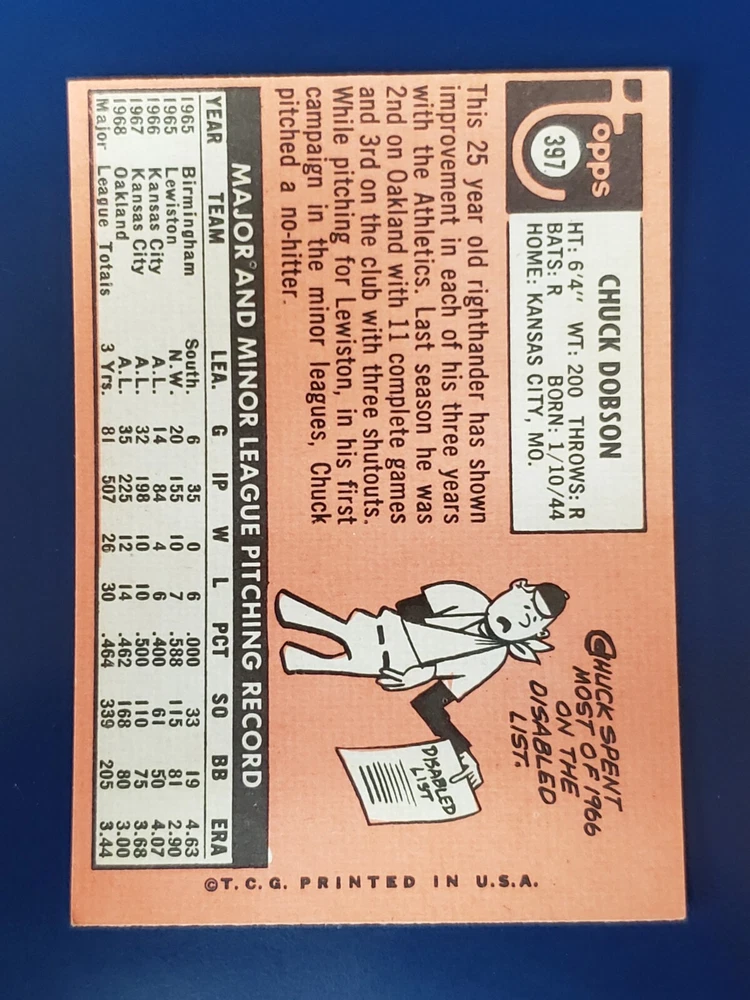 Topps
397
CHUCK DOBSON
HT: 6'4" WT: 200 THROWS: R
BATS: R BORN: 1/10/44
HOME: KANSAS CITY, MO.
This 25 year old righthander has shown
improvement in each of his three years
with the Athletics. Last season he was
2nd on Oakland with 11 complete games
and 3rd on the club with three shutouts.
While pitching for Lewiston, in his first
campaign in the minor leagues, Chuck
pitched a no-hitter.
CHUCK SPENT
MOST OF 1966
ON THE
DISABLED
LIST.
DISABLED
LIST
MAJOR AND MINOR LEAGUE PITCHING RECORD
YEAR TEAM LEA. G IP W L PCT SO BB ERA
1965 Birmingham South. 6 35 0 6 .000 33 19 4.63
1965 Lewiston N.W. 20 155 10 7 .588 115 81 2.90
1966 Kansas City A.L. 14 84 4 6 .400 61 50 4.07
1967 Kansas City A.L. 32 198 10 10 .500 110 75 3.68
1968 Oakland A.L. 35 225 12 14 .462 168 80 3.00
Major League Totals 3 Yrs. 81 507 26 30 .464 339 205 3.44
©T.C.G. PRINTED IN U.S.A.